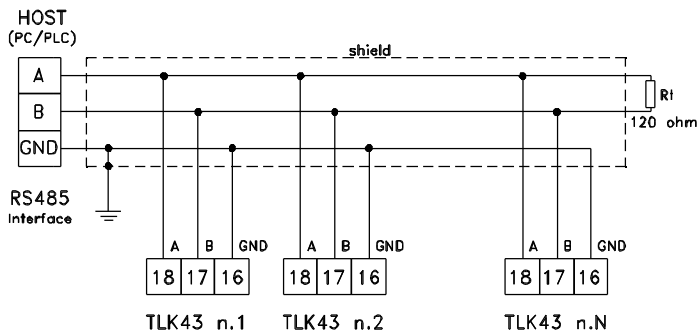 HOST
(PC/PLC)
shield
A
B
GND
Rt
120 ohm
RS485
Interface
A B GND
A B GND
A B GND
18 17 16
18 17 16
18 17 16
TLK43 n.1
TLK43 n.2
TLK43 n.N